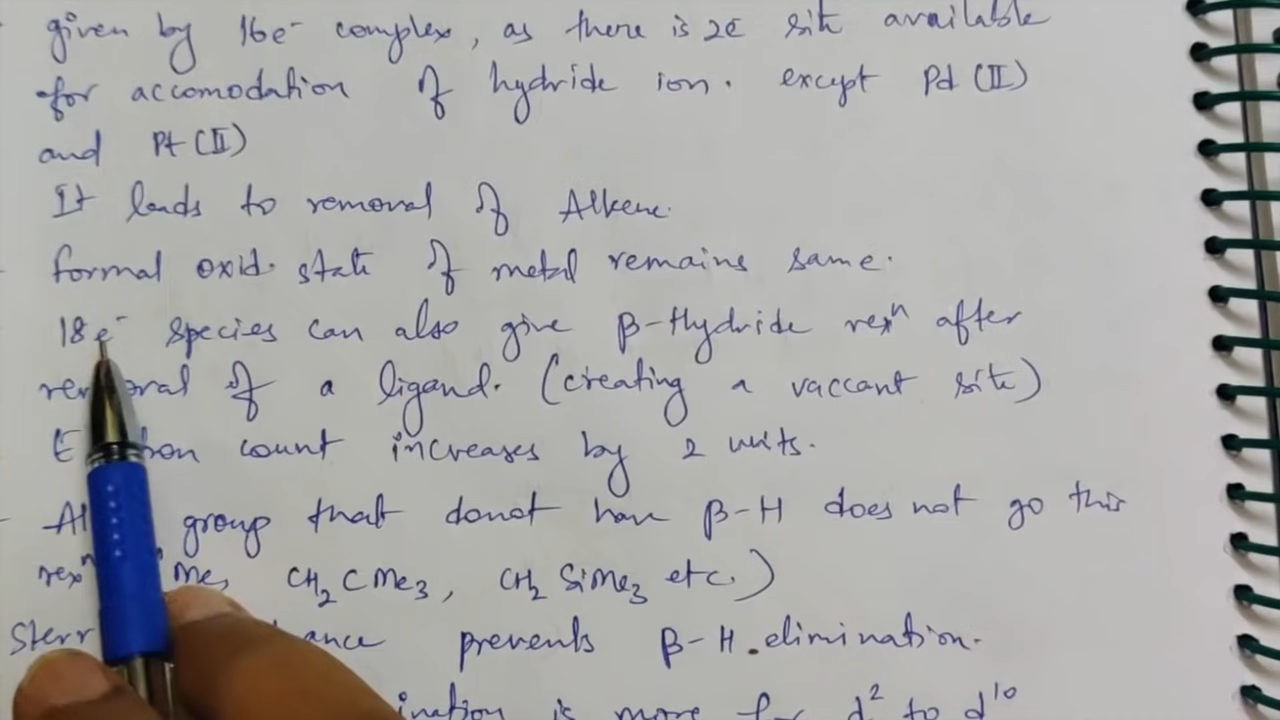 given by 16e⁻ complex, as there is 2e site available
for accomodation of hydride ion. except Pd (II)
and Pt (II)
It leads to removal of Alkene.
formal oxid. state of metal remains same.
18e⁻ species can also give β-Hydride rexⁿ after
of a ligand. (creating a vaccant site)
count increases by 2 units.
group that donot have β-H does not go this
rexⁿ Me, CH₂CMe₃, CH₂SiMe₃ etc.)
prevents β-H elimination.
is more for d² to d¹⁰